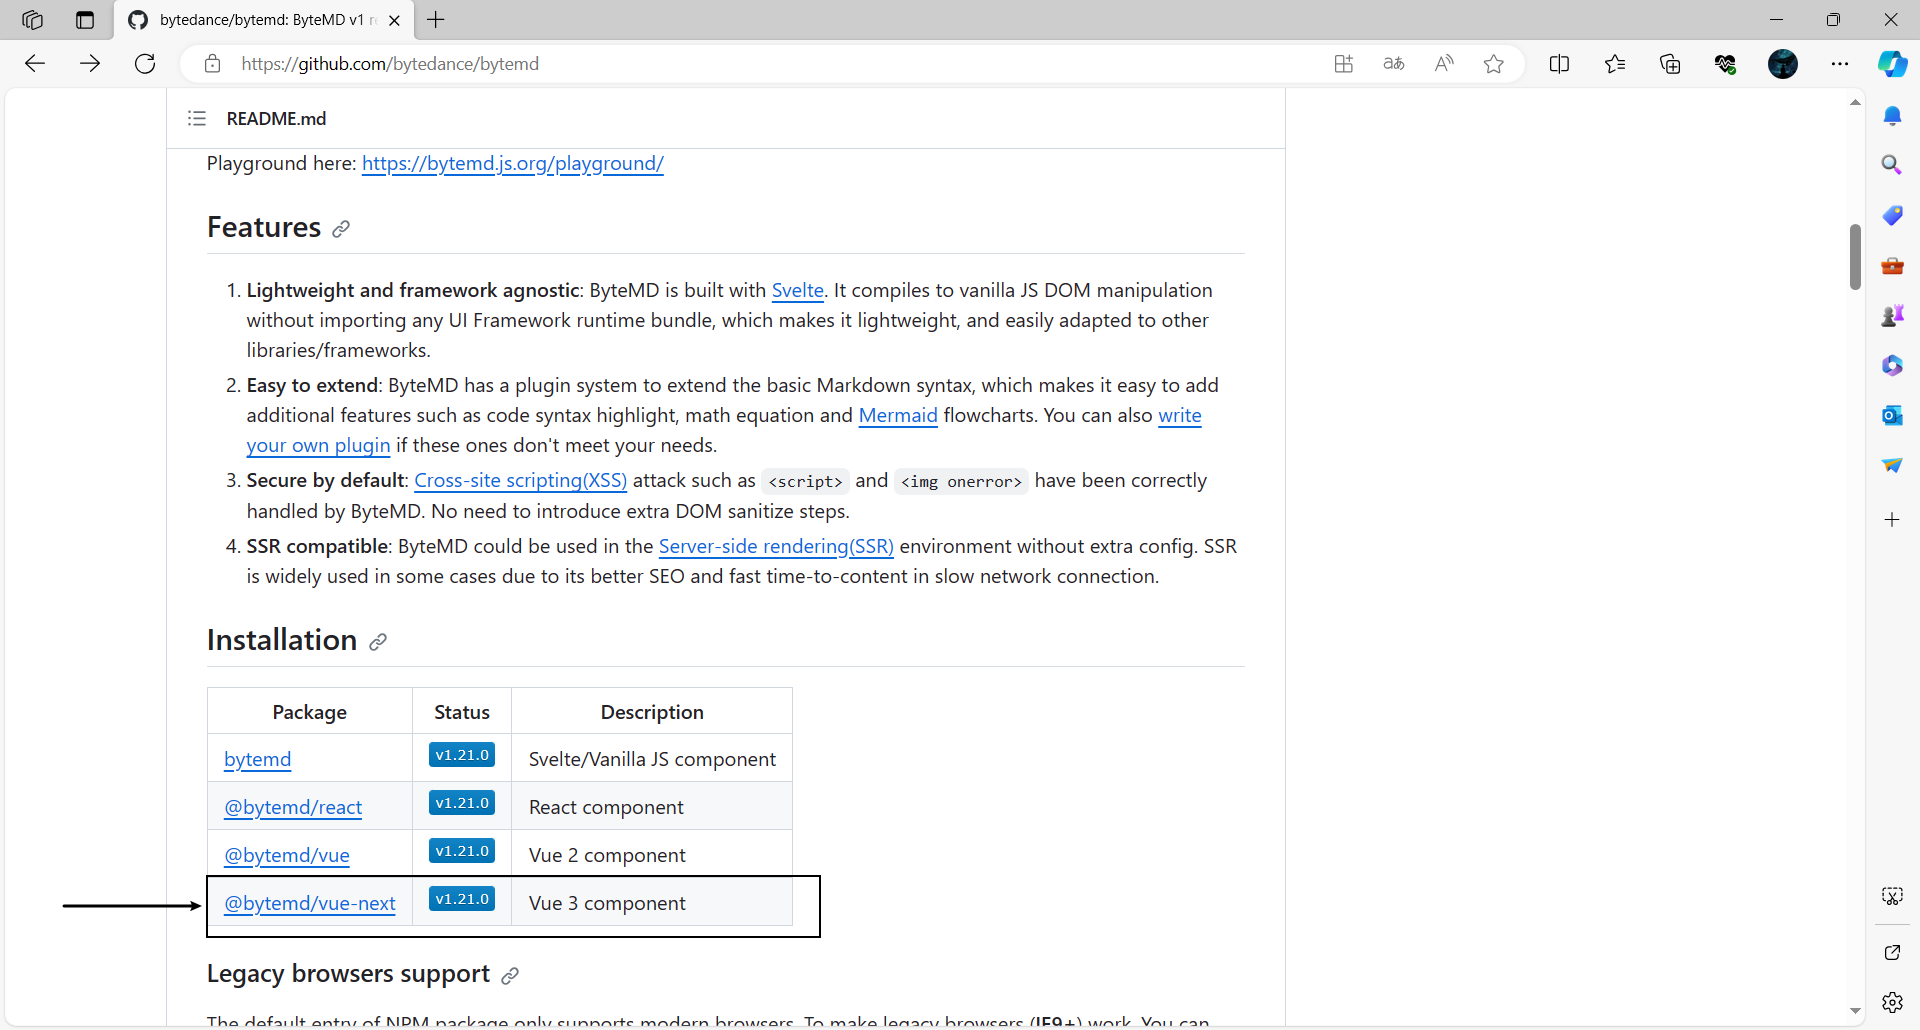 bytedance/bytemd: ByteMD v1 r
https://github.com/bytedance/bytemd
README.md
Playground here: https://bytemd.js.org/playground/
Features
1. Lightweight and framework agnostic: ByteMD is built with Svelte. It compiles to vanilla JS DOM manipulation
without importing any UI Framework runtime bundle, which makes it lightweight, and easily adapted to other
libraries/frameworks.
2. Easy to extend: ByteMD has a plugin system to extend the basic Markdown syntax, which makes it easy to add
additional features such as code syntax highlight, math equation and Mermaid flowcharts. You can also write
your own plugin if these ones don't meet your needs.
3. Secure by default: Cross-site scripting(XSS) attack such as <script> and <img onerror> have been correctly
handled by ByteMD. No need to introduce extra DOM sanitize steps.
4. SSR compatible: ByteMD could be used in the Server-side rendering(SSR) environment without extra config. SSR
is widely used in some cases due to its better SEO and fast time-to-content in slow network connection.
Installation
Package Status Description
bytemd v1.21.0 Svelte/Vanilla JS component
@bytemd/react v1.21.0 React component
@bytemd/vue v1.21.0 Vue 2 component
@bytemd/vue-next v1.21.0 Vue 3 component
Legacy browsers support
The default entry of NPM package only supports modern browsers. To make legacy browsers (IE9+) work, You can